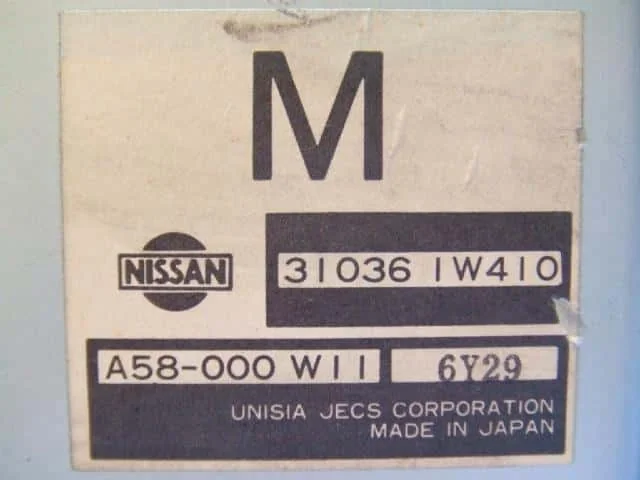 M
NISSAN
31036 1W410
A58-000 W11
6Y29
UNISIA JECS CORPORATION
MADE IN JAPAN